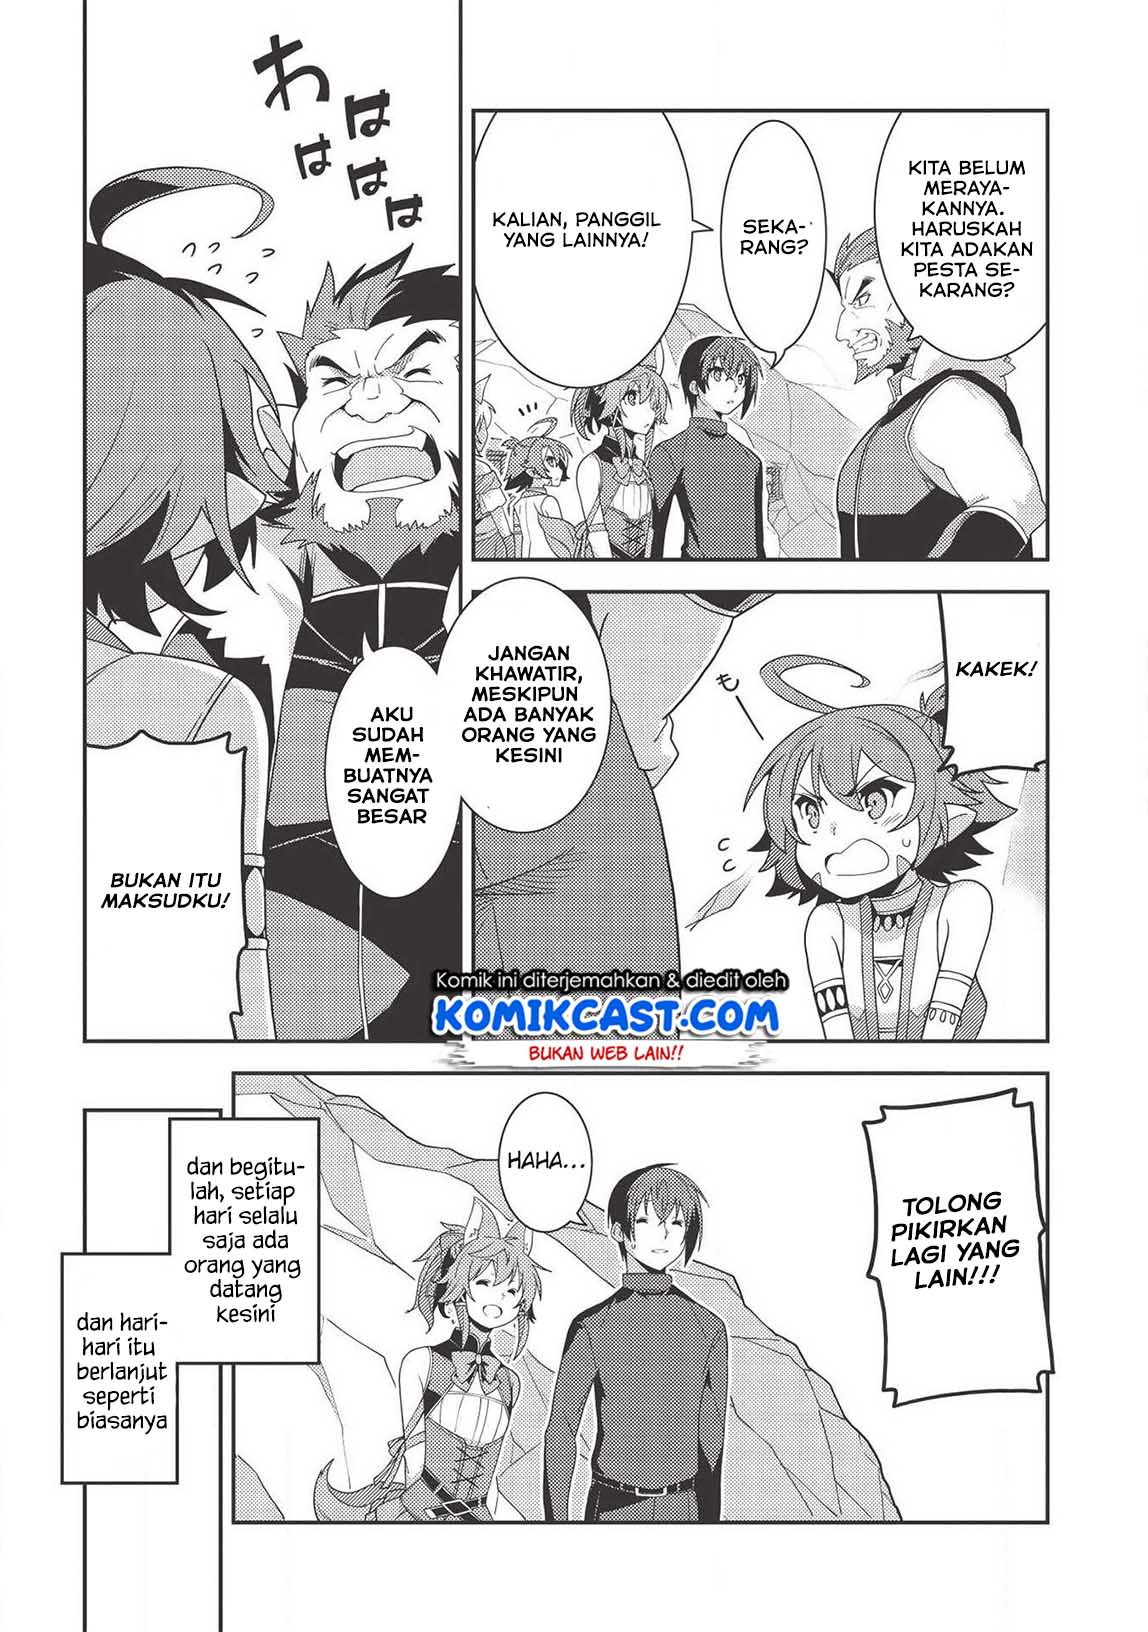 KITA BELUM
MERAYA-
KANNYA.
HARUSKAH
KITA ADAKAN
PESTA SE-
KARANG?
SEKA-
RANG?
KALIAN, PANGGIL
YANG LAINNYA!
KAKEK!
もー
JANGAN
KHAWATIR,
MESKIPUN
ADA BANYAK
ORANG YANG
KESINI
わはは
はは
は
AKU
SUDAH
MEM-
BUATNYA
SANGAT
BESAR
BUKAN ITU
MAKSUDKU!
Komik ini diterjemahkan & diedit oleh
KOMIKCAST.COM
BUKAN WEB LAIN!!
TOLONG
PIKIRKAN
LAGI YANG
LAIN!!!
HAHA...
dan begitu-
lah, setiap
hari selalu
saja ada
orang yang
datang
kesini
dan hari-
hari itu
berlanjut
seperti
biasanya